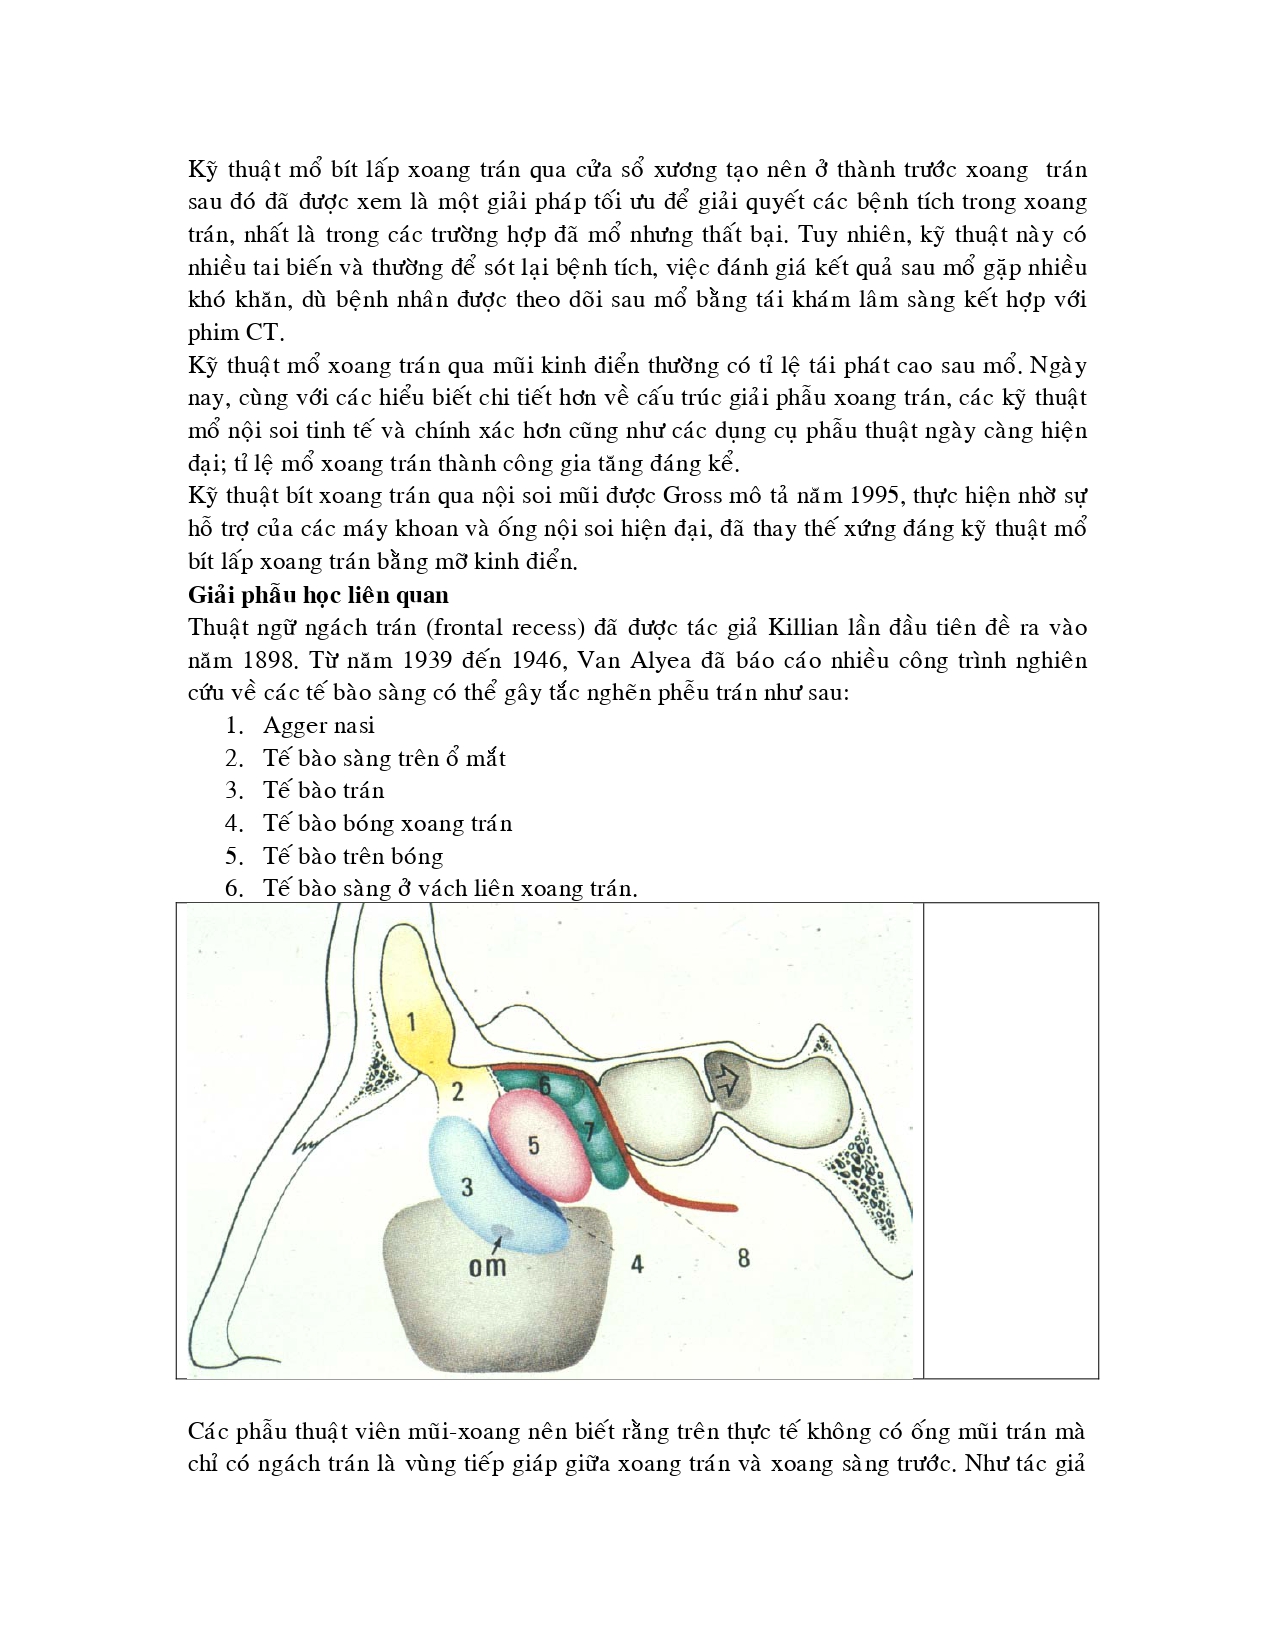 Kỹ thuật mổ bít lấp xoang trán qua cửa sổ xương tạo nên ở thành trước xoang trán
sau đó đã được xem là một giải pháp tối ưu để giải quyết các bệnh tích trong xoang
trán, nhất là trong các trường hợp đã mổ nhưng thất bại. Tuy nhiên, kỹ thuật này có
nhiều tai biến và thường để sót lại bệnh tích, việc đánh giá kết quả sau mổ gặp nhiều
khó khăn, dù bệnh nhân được theo dõi sau mổ bằng tái khám lâm sàng kết hợp với
phim CT.
Kỹ thuật mổ xoang trán qua mũi kinh điển thường có tỉ lệ tái phát cao sau mổ. Ngày
nay, cùng với các hiểu biết chi tiết hơn về cấu trúc giải phẫu xoang trán, các kỹ thuật
mổ nội soi tinh tế và chính xác hơn cũng như các dụng cụ phẫu thuật ngày càng hiện
đại; tỉ lệ mổ xoang trán thành công gia tăng đáng kể.
Kỹ thuật bít xoang trán qua nội soi mũi được Gross mô tả năm 1995, thực hiện nhờ sự
hỗ trợ của các máy khoan và ống nội soi hiện đại, đã thay thế xứng đáng kỹ thuật mổ
bít lấp xoang trán bằng mỡ kinh điển.
Giải phẫu học liên quan
Thuật ngữ ngách trán (frontal recess) đã được tác giả Killian lần đầu tiên đề ra vào
năm 1898. Từ năm 1939 đến 1946, Van Alyea đã báo cáo nhiều công trình nghiên
cứu về các tế bào sàng có thể gây tắc nghẽn phễu trán như sau:
1. Agger nasi
2. Tế bào sàng trên ổ mắt
3. Tế bào trán
4. Tế bào bóng xoang trán
5. Tế bào trên bóng
6. Tế bào sàng ở vách liên xoang trán.
1
2
6
5
7
3
om
4
8
Các phẫu thuật viên mũi-xoang nên biết rằng trên thực tế không có ống mũi trán mà
chỉ có ngách trán là vùng tiếp giáp giữa xoang trán và xoang sàng trước. Như tác giả